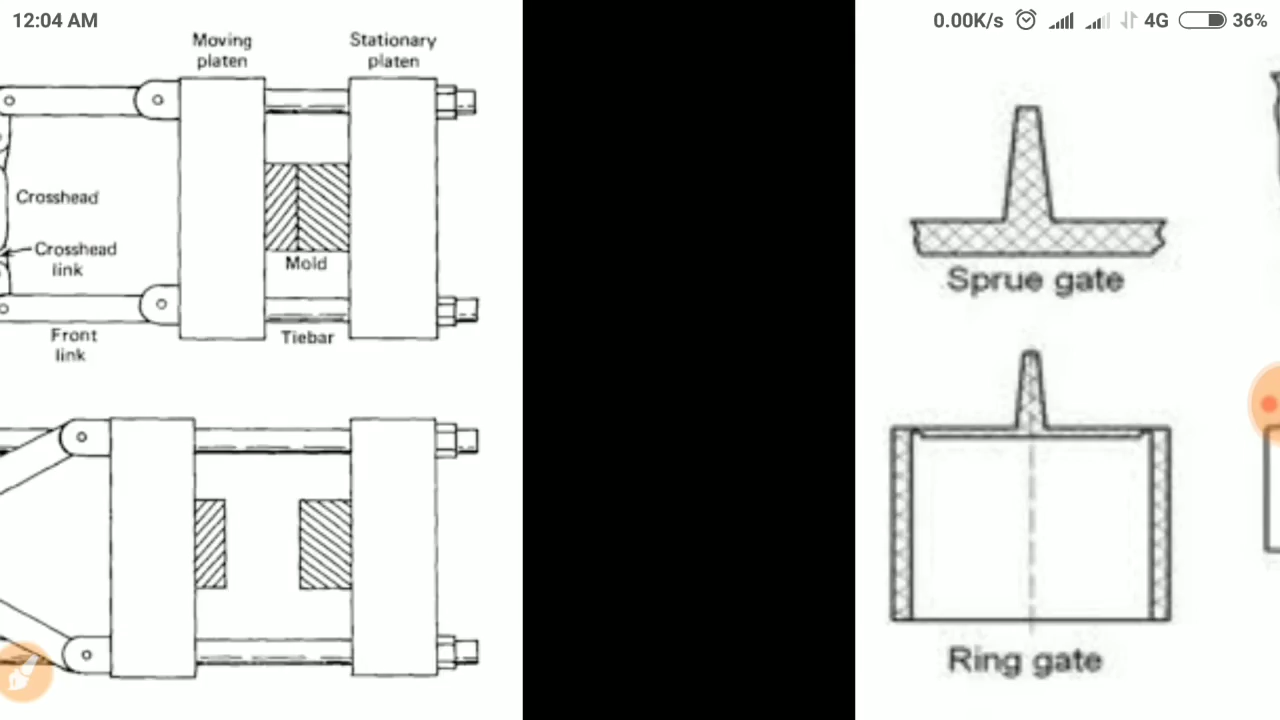 12:04 AM
0.00K/s 4G 36%
Moving
platen
Stationary
platen
Crosshead
Crosshead
link
Mold
Front
link
Tiebar
Sprue gate
Ring gate